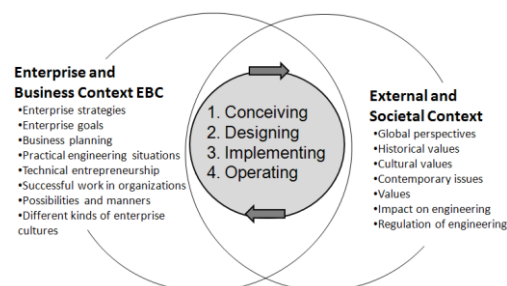 Enterprise and
Business Context EBC
•Enterprise strategies
•Enterprise goals
•Business planning
•Practical engineering situations
•Technical entrepreneurship
•Successful work in organizations
•Possibilities and manners
•Different kinds of enterprise
cultures
1. Conceiving
2. Designing
3. Implementing
4. Operating
External and
Societal Context
•Global perspectives
•Historical values
•Cultural values
•Contemporary issues
•Values
•Impact on engineering
•Regulation of engineering